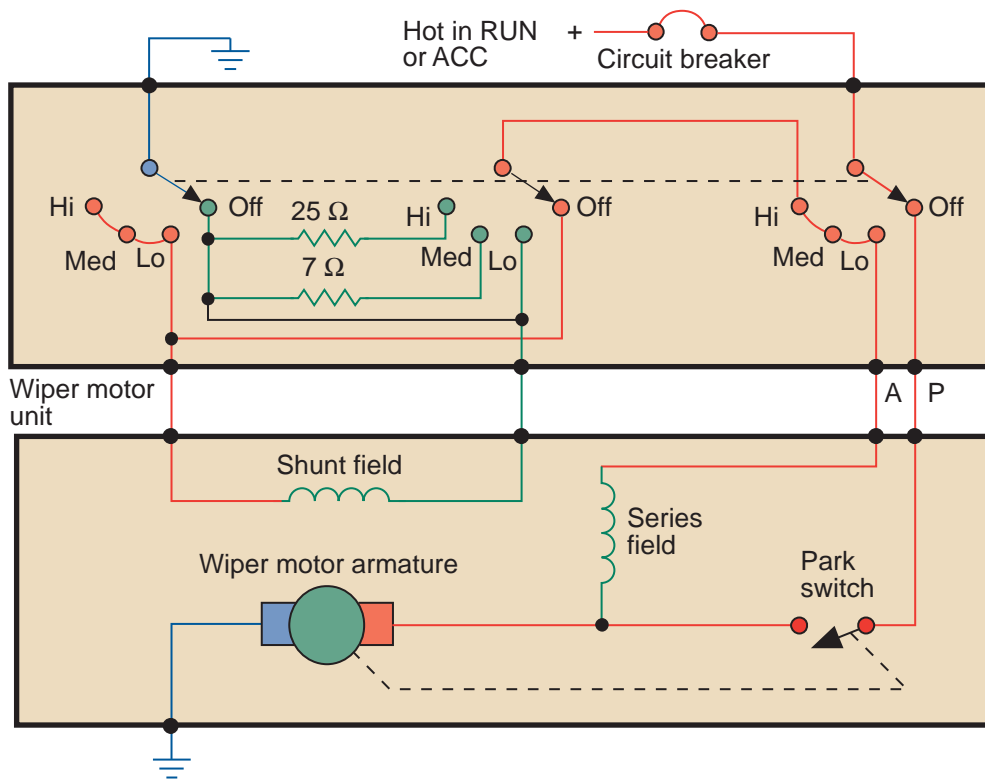 Hot in RUN +
or ACC
Circuit breaker
Hi
Med
Lo
Off
25 Ω
7 Ω
Hi
Med
Lo
Off
Hi
Med
Lo
Off
Wiper motor
unit
A
P
Shunt field
Series
field
Wiper motor armature
Park
switch